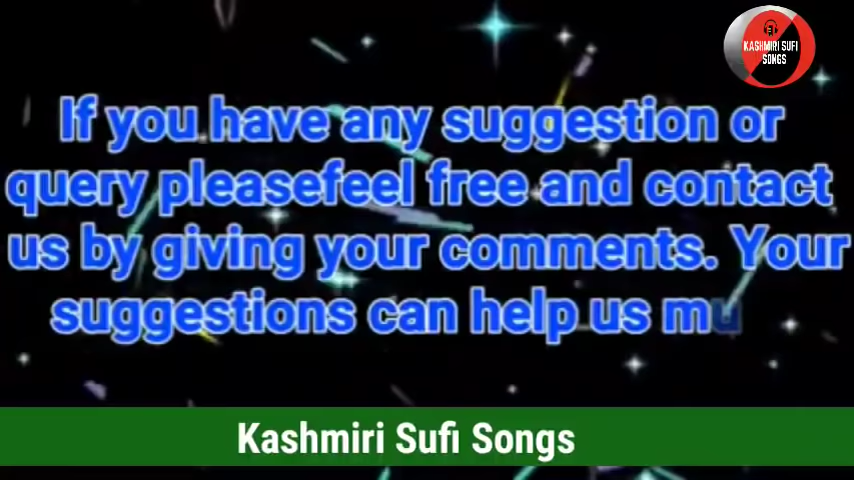 KASHMIRI SUFI
SONGS
If you have any suggestion or
query pleasefeel free and contact
us by giving your comments. Your
suggestions can help us mu
Kashmiri Sufi Songs